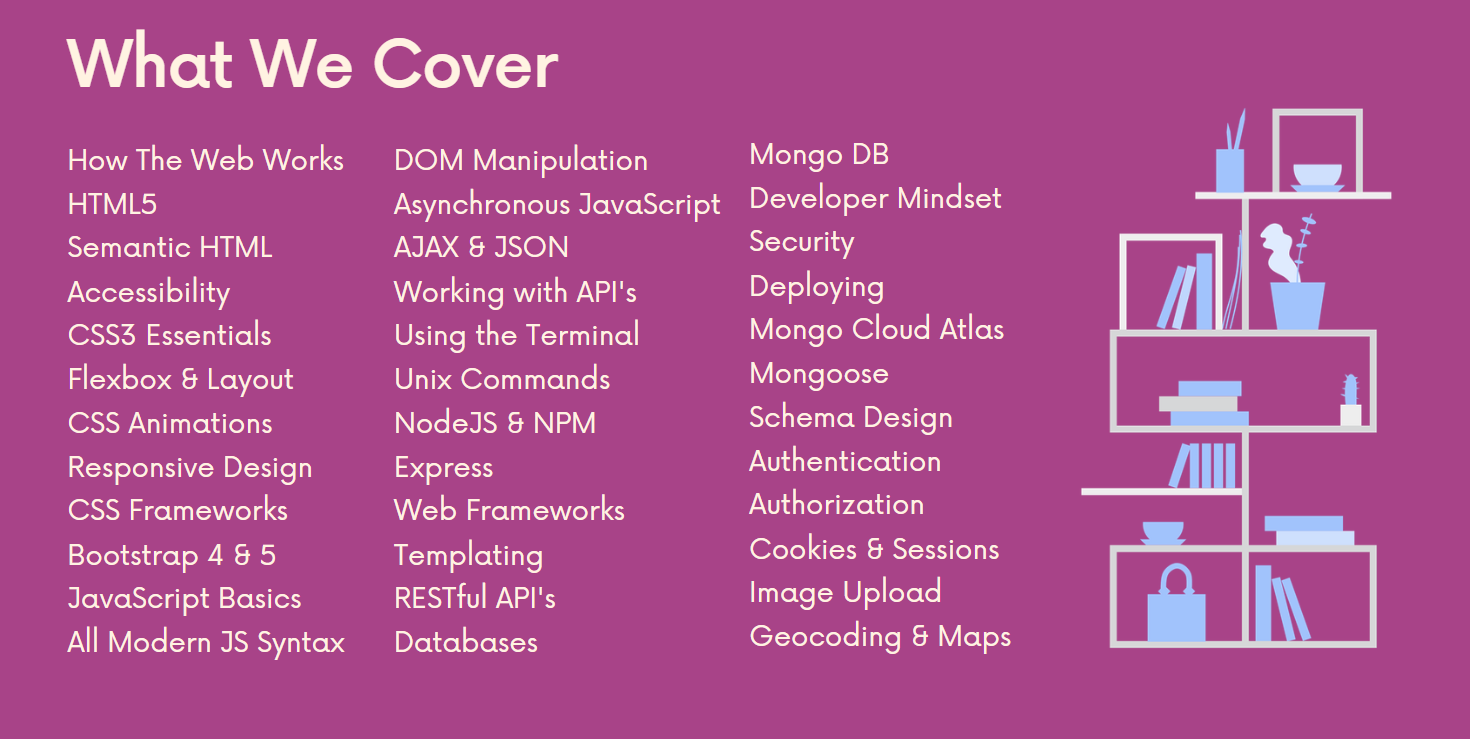 What We Cover
How The Web Works
HTML5
Semantic HTML
Accessibility
CSS3 Essentials
Flexbox & Layout
CSS Animations
Responsive Design
CSS Frameworks
Bootstrap 4 & 5
JavaScript Basics
All Modern JS Syntax
DOM Manipulation
Asynchronous JavaScript
AJAX & JSON
Working with API's
Using the Terminal
Unix Commands
NodeJS & NPM
Express
Web Frameworks
Templating
RESTful API's
Databases
Mongo DB
Developer Mindset
Security
Deploying
Mongo Cloud Atlas
Mongoose
Schema Design
Authentication
Authorization
Cookies & Sessions
Image Upload
Geocoding & Maps